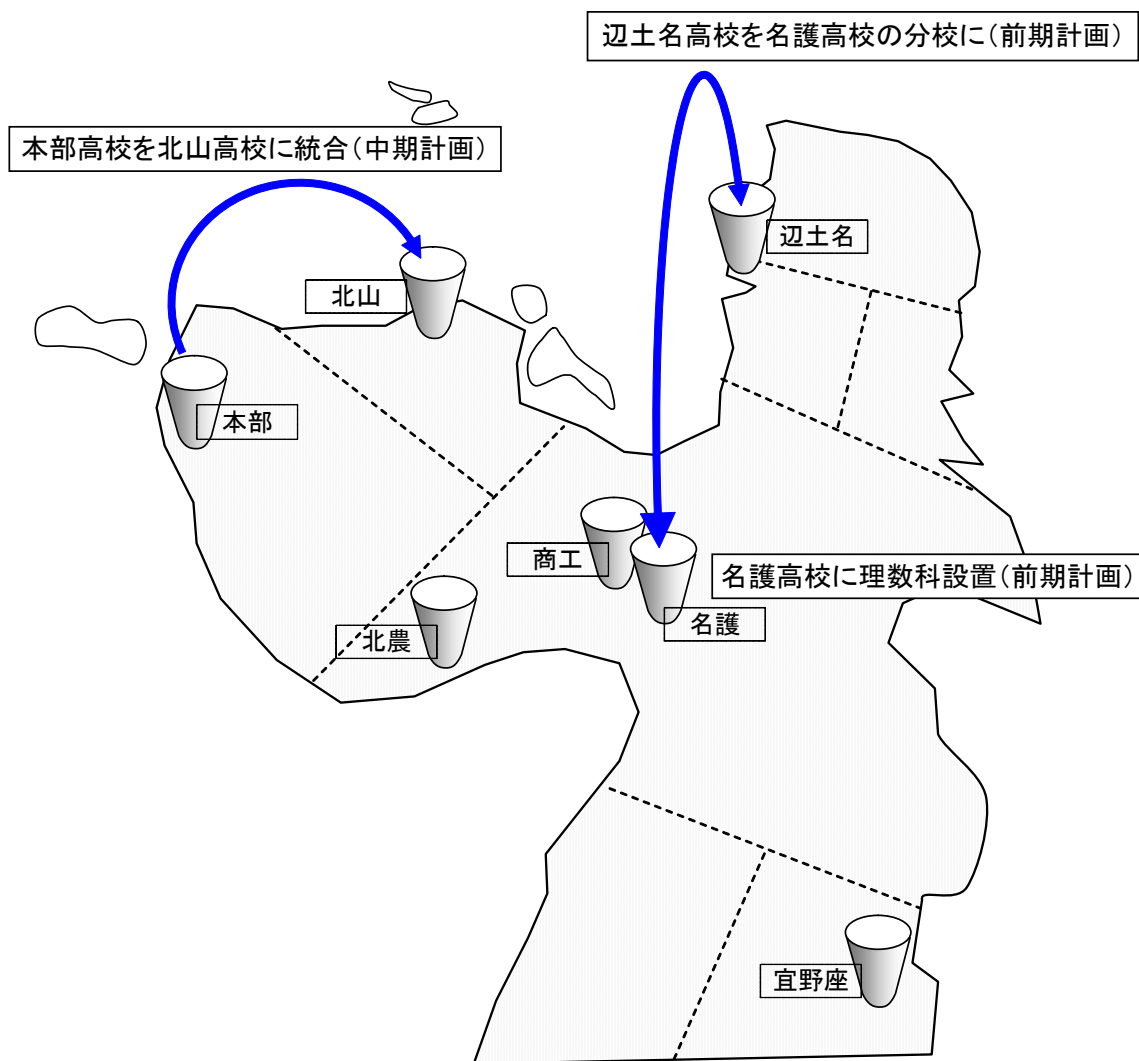 辺土名高校を名護高校の分校に(前期計画)
本部高校を北山高校に統合(中期計画)
辺土名
北山
本部
商工
名護高校に理数科設置(前期計画)
名護
北農
宜野座